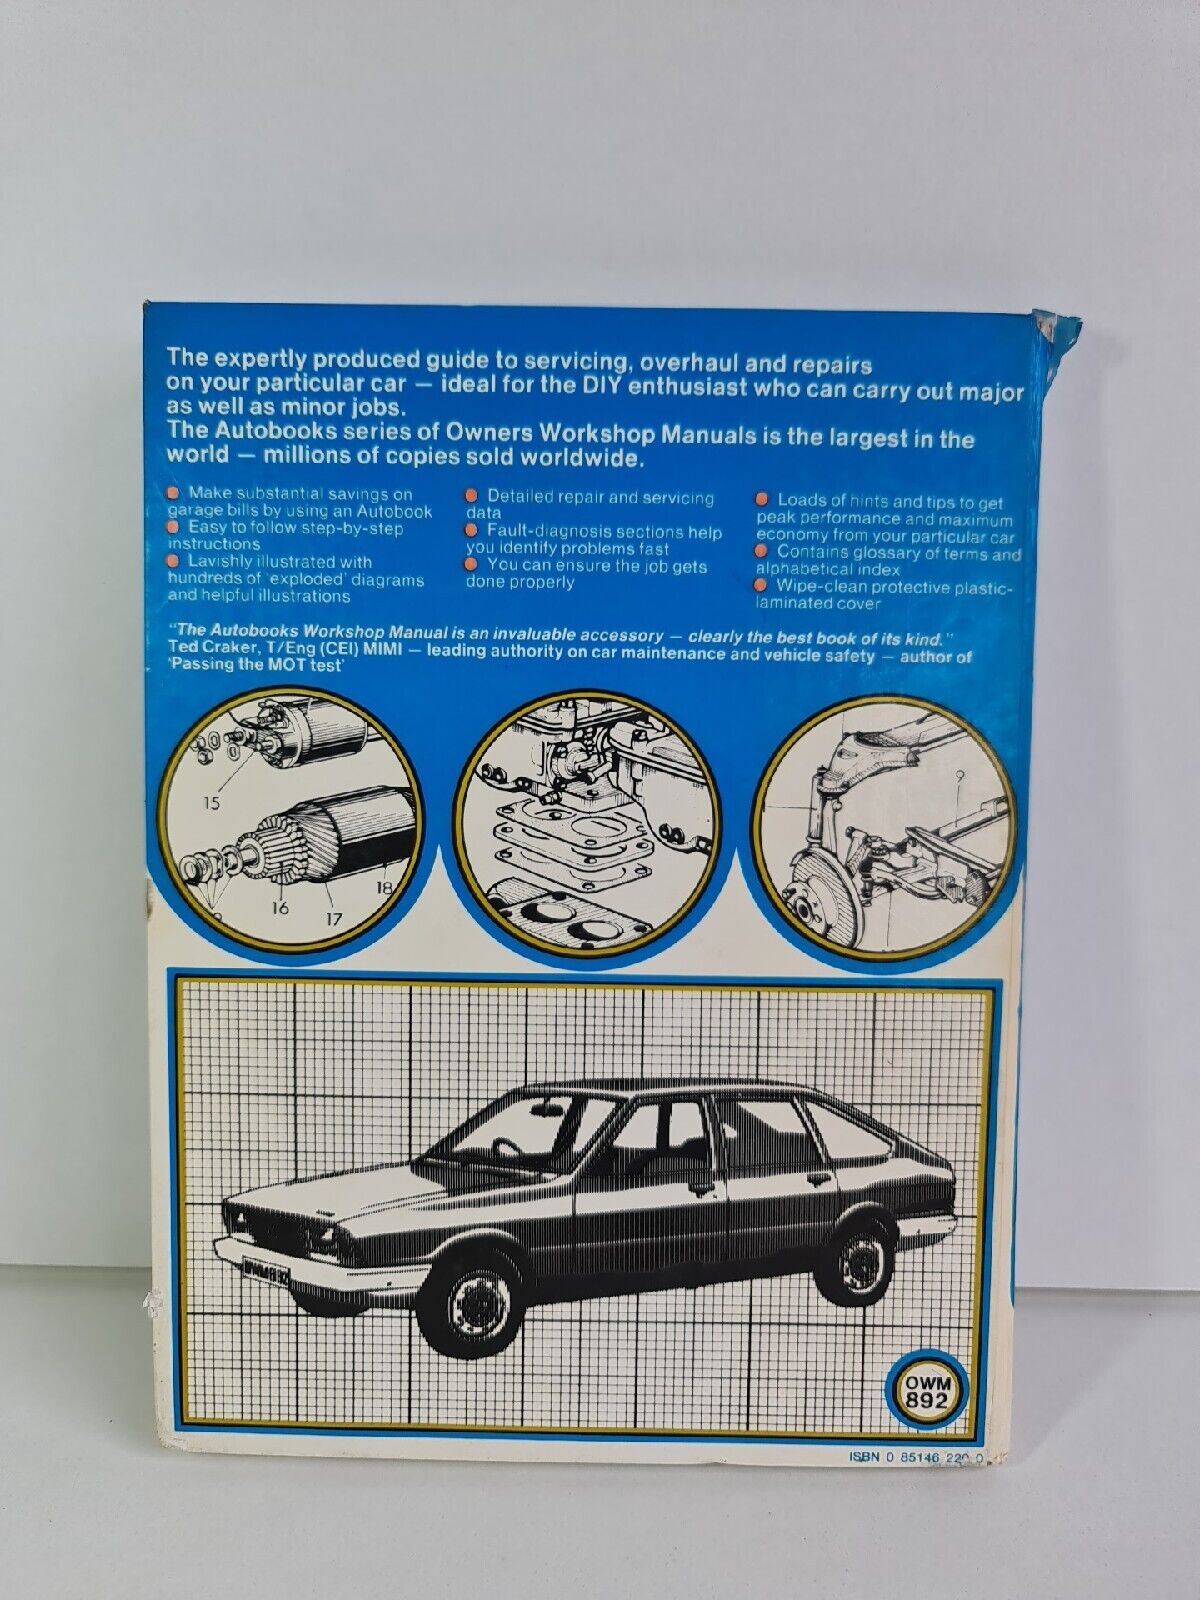 The expertly produced guide to servicing, overhaul and repairs
on your particular car — ideal for the DIY enthusiast who can carry out major
as well as minor jobs.
The Autobooks series of Owners Workshop Manuals is the largest in the
world — millions of copies sold worldwide.
● Make substantial savings on
garage bills by using an Autobook
● Easy to follow step-by-step
instructions
● Lavishly illustrated with
hundreds of 'exploded' diagrams
and helpful illustrations
● Detailed repair and servicing
data
● Fault-diagnosis sections help
you identify problems fast
● You can ensure the job gets
done properly
● Loads of hints and tips to get
peak performance and maximum
economy from your particular car
● Contains glossary of terms and
alphabetical index
● Wipe-clean protective plastic-
laminated cover
"The Autobooks Workshop Manual is an invaluable accessory — clearly the best book of its kind."
Ted Craker, T/Eng (CEI) MIMI — leading authority on car maintenance and vehicle safety — author of
'Passing the MOT test'
15
16
17
18
9
OWM
892
ISBN 0 85146 220 0